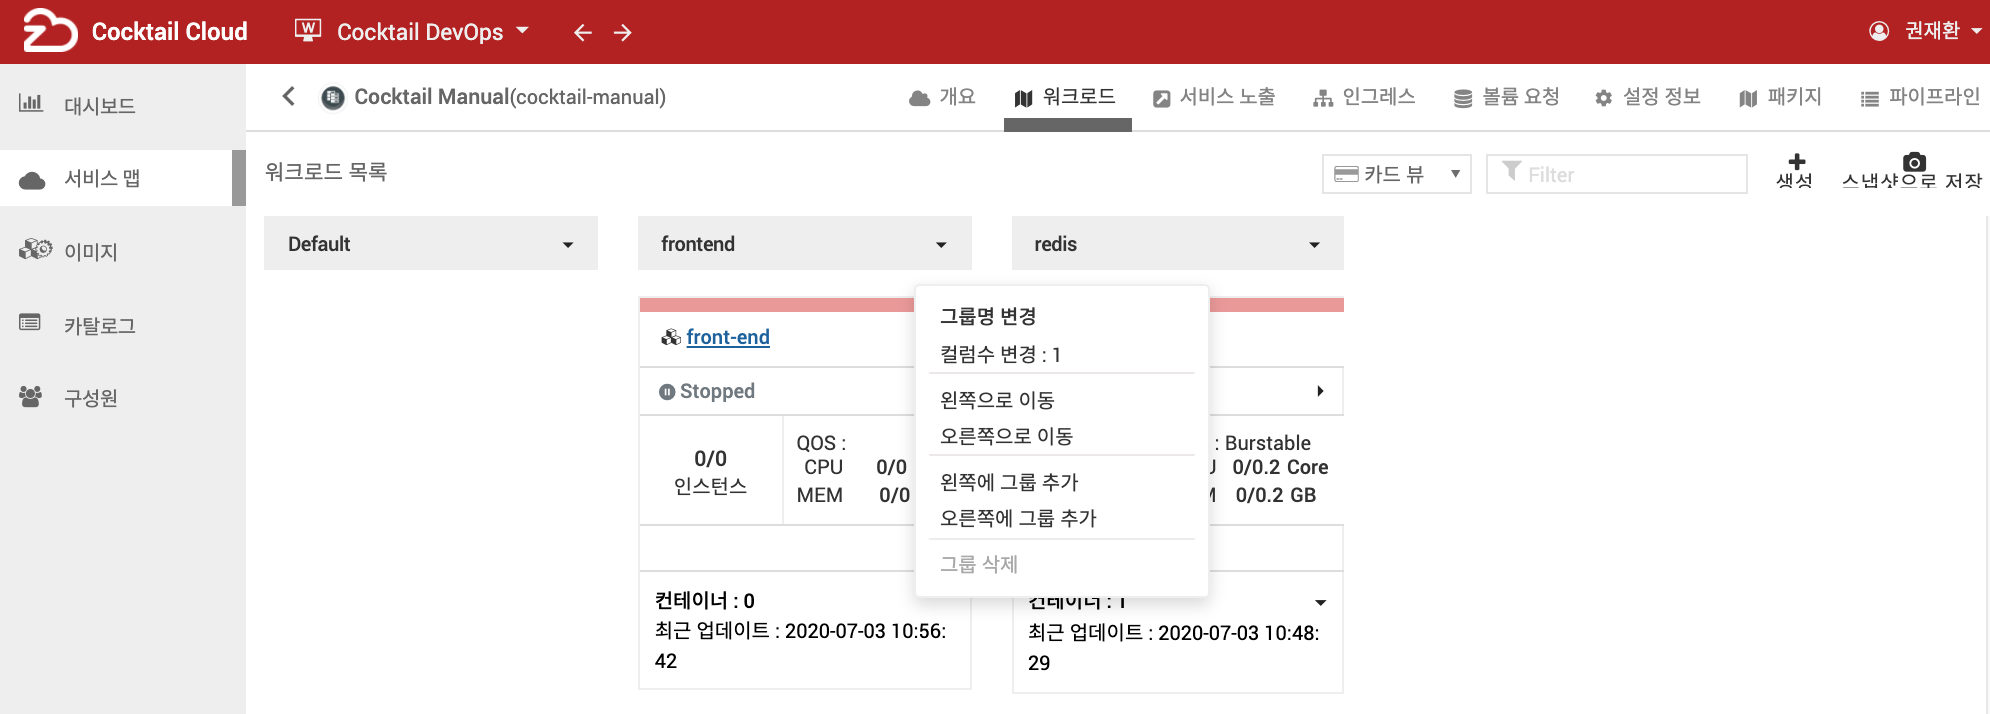 Cocktail Cloud
Cocktail DevOps
권재환
대시보드
서비스 맵
이미지
카탈로그
구성원
Cocktail Manual(cocktail-manual)
개요
워크로드
서비스 노출
인그레스
볼륨 요청
설정 정보
패키지
파이프라인
워크로드 목록
카드 뷰
Filter
생성
스냅샷으로 저장
Default
frontend
redis
front-end
Stopped
0/0
인스턴스
QOS :
CPU 0/0
MEM 0/0
컨테이너 : 0
최근 업데이트 : 2020-07-03 10:56:
42
그룹명 변경
컬럼수 변경 : 1
왼쪽으로 이동
오른쪽으로 이동
왼쪽에 그룹 추가
오른쪽에 그룹 추가
그룹 삭제
: Burstable
0/0.2 Core
0/0.2 GB
컨테이너 : 1
최근 업데이트 : 2020-07-03 10:48:
29